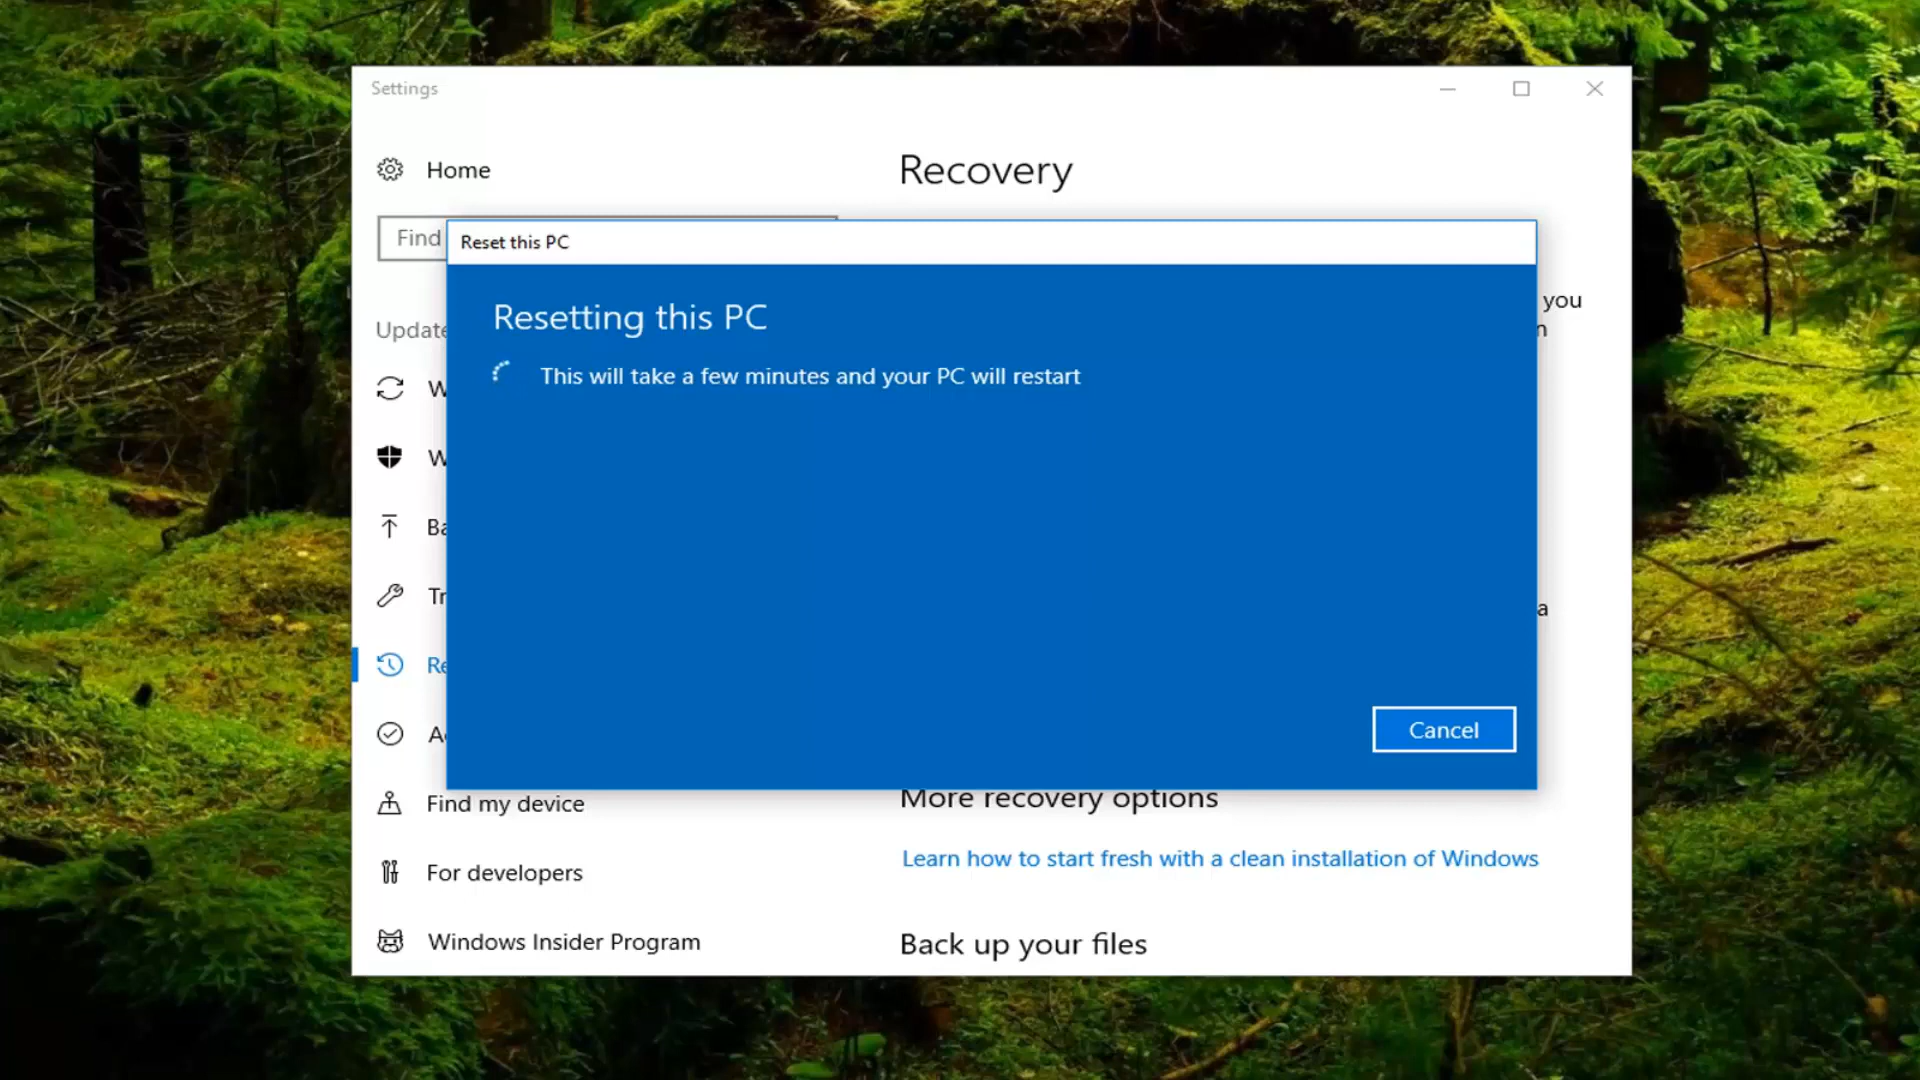 Settings
Home
Recovery
Find
Reset this PC
Resetting this PC
This will take a few minutes and your PC will restart
you
Update
Cancel
Find my device
More recovery options
Learn how to start fresh with a clean installation of Windows
For developers
Windows Insider Program
Back up your files